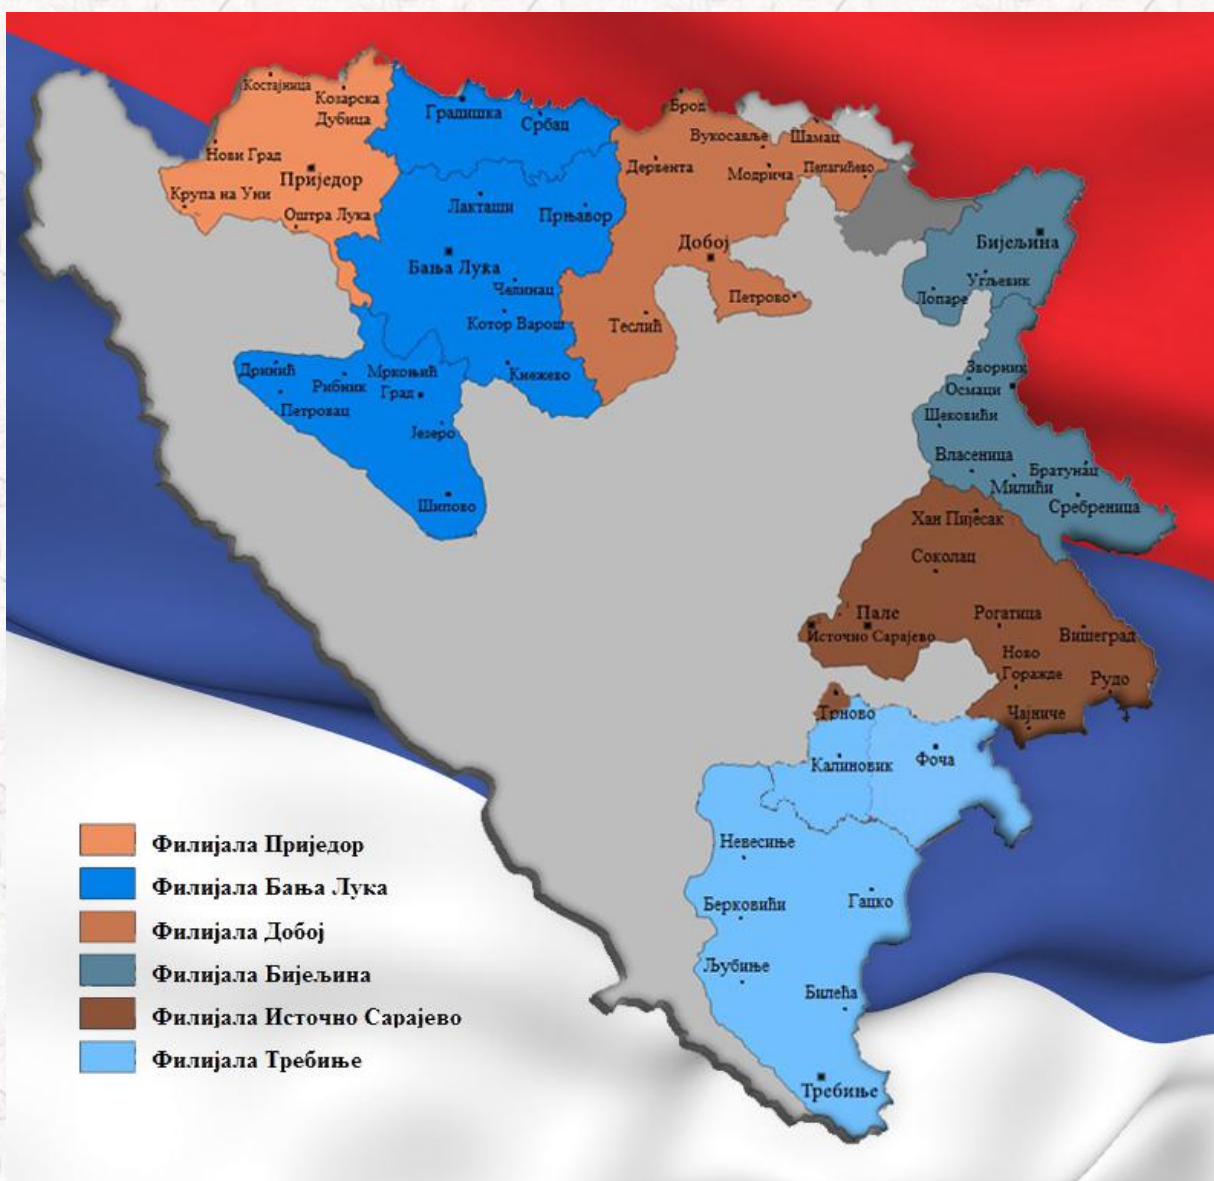 Костајница
Козарска
Дубица
Нови Град
Приједор
Крупа на Уни
Оштра Лука
Градишка
Србац
Лакташи
Прњавор
Бања Лука
Челинац
Котор Варош
Кнежево
Дринић
Рибник
Мркоњић
Град
Петровац
Језеро
Шипово
Брод
Вукосавље
Шамац
Дервента
Модрича
Пелагићево
Добој
Петрово
Теслић
Бијељина
Угљевик
Лопаре
Зворник
Осмаци
Шековићи
Власеница
Братунац
Милићи
Сребреница
Хан Пијесак
Соколац
Пале
Источно Сарајево
Рогатица
Вишеград
Ново
Горажде
Рудо
Чајниче
Трново
Калиновик
Фоча
Невесиње
Берковићи
Гацко
Љубиње
Билећа
Требиње
Филијала Приједор
Филијала Бања Лука
Филијала Добој
Филијала Бијељина
Филијала Источно Сарајево
Филијала Требиње